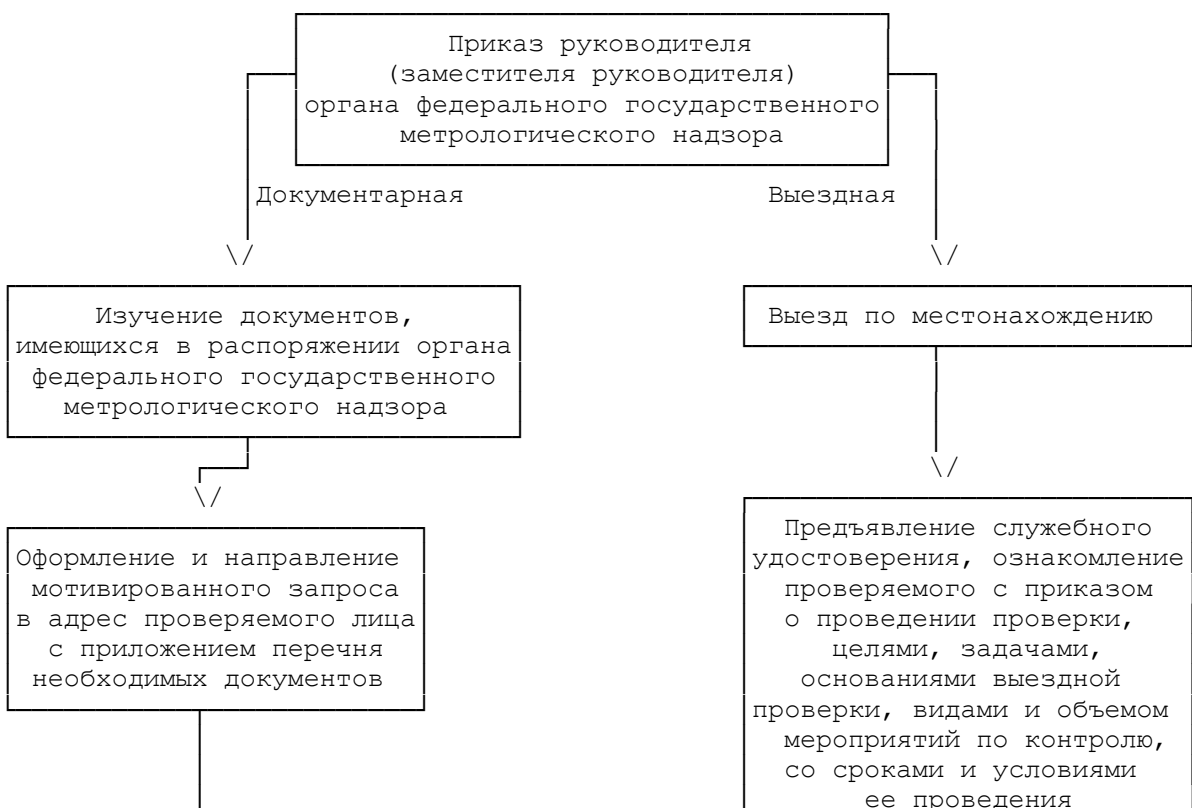 Приказ руководителя
(заместителя руководителя)
органа федерального государственного
метрологического надзора
Документарная
Выездная
Изучение документов,
имеющихся в распоряжении органа
федерального государственного
метрологического надзора
Выезд по местонахождению
Оформление и направление
мотивированного запроса
в адрес проверяемого лица
с приложением перечня
необходимых документов
Предъявление служебного
удостоверения, ознакомление
проверяемого с приказом
о проведении проверки,
целями, задачами,
основаниями выездной
проверки, видами и объемом
мероприятий по контролю,
со сроками и условиями
ее проведения